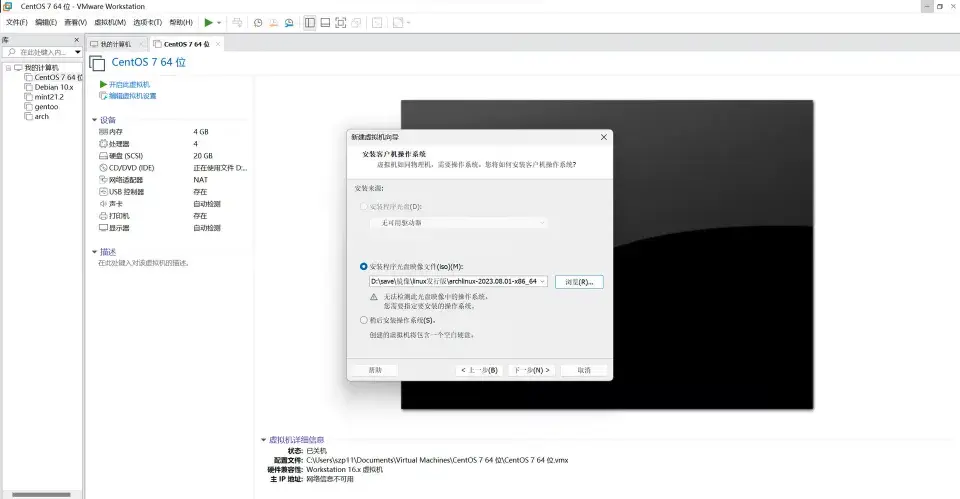 CentOS 7 64 位 - VMware Workstation
文件(F) 编辑(E) 查看(V) 虚拟机(M) 选项卡(T) 帮助(H)
库
在此处键入内...
我的计算机
CentOS 7 64 位
Debian 10.x
mint21.2
gentoo
arch
我的计算机
CentOS 7 64 位
CentOS 7 64 位
开启此虚拟机
编辑虚拟机设置
设备
内存 4 GB
处理器 4
硬盘 (SCSI) 20 GB
CD/DVD (IDE) 正在使用文件 D...
网络适配器 NAT
USB 控制器 存在
声卡 自动检测
打印机 存在
显示器 自动检测
描述
在此处键入对该虚拟机的描述。
新建虚拟机向导
安装客户机操作系统
虚拟机如同物理机，需要操作系统。您将如何安装客户机操作系统?
安装来源:
安装程序光盘(D):
无可用驱动器
安装程序光盘映像文件(iso)(M):
D:\save\镜像\linux发行版\archlinux-2023.08.01-x86_64
浏览(R)...
无法检测此光盘映像中的操作系统。
您需要指定要安装的操作系统。
稍后安装操作系统(S)。
创建的虚拟机将包含一个空白硬盘。
帮助
< 上一步(B)
下一步(N) >
取消
虚拟机详细信息
状态: 已关机
配置文件: C:\Users\szp11\Documents\Virtual Machines\CentOS 7 64 位\CentOS 7 64 位.vmx
硬件兼容性: Workstation 16.x 虚拟机
主 IP 地址: 网络信息不可用